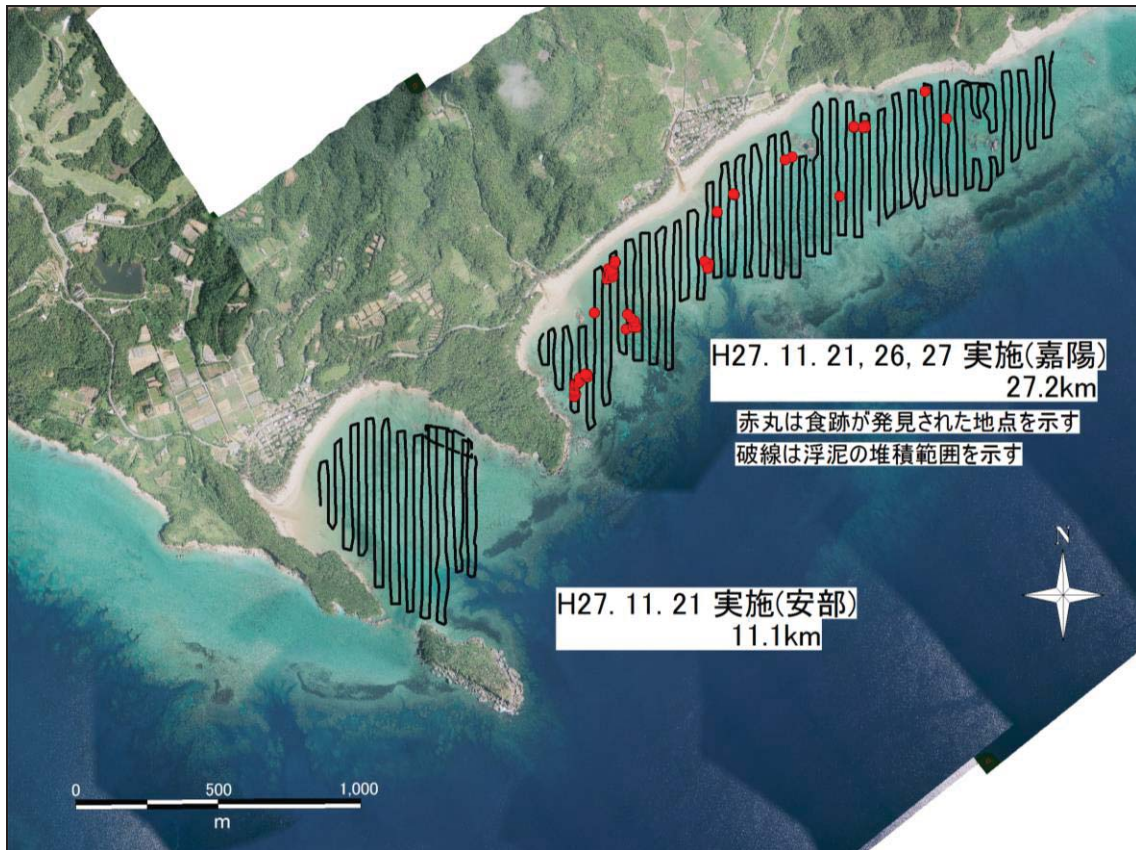 H27. 11. 21, 26, 27 実施(嘉陽)
27.2km
赤丸は食跡が発見された地点を示す
破線は浮泥の堆積範囲を示す
N
H27. 11. 21 実施(安部)
11.1km
0 500 1,000
m